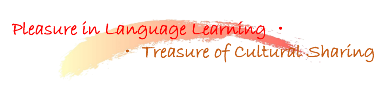 Pleasure in Language Learning •
• Treasure of Cultural Sharing